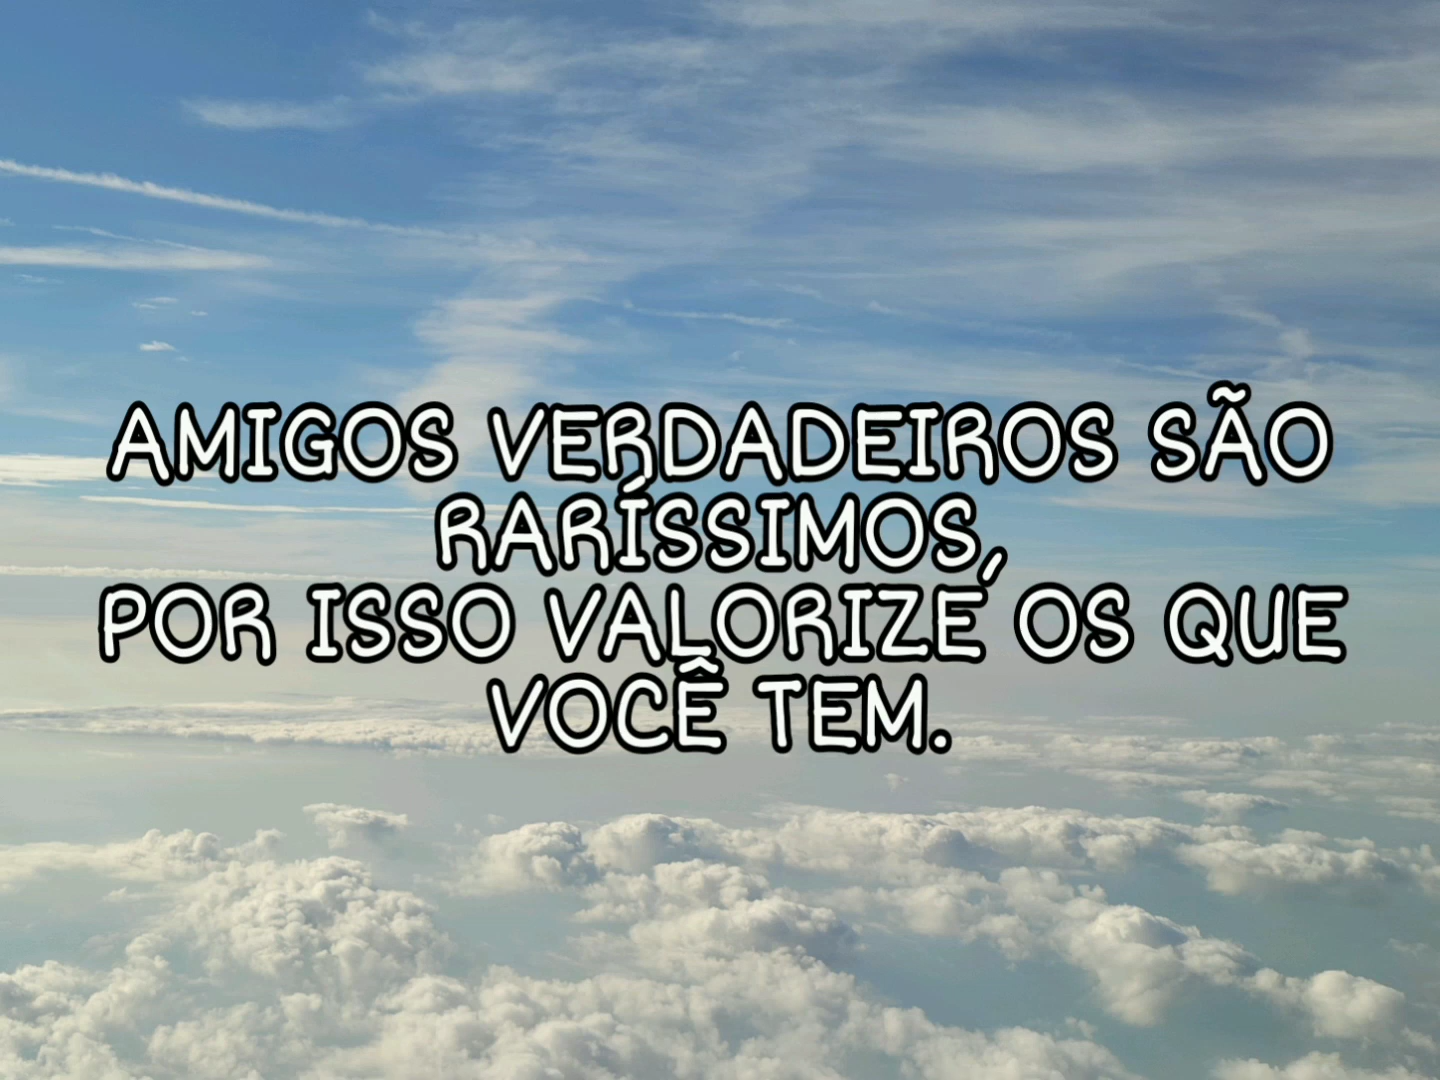 AMIGOS VERDADEIROS SÃO
RARÍSSIMOS,
POR ISSO VALORIZE OS QUE
VOCÊ TEM.